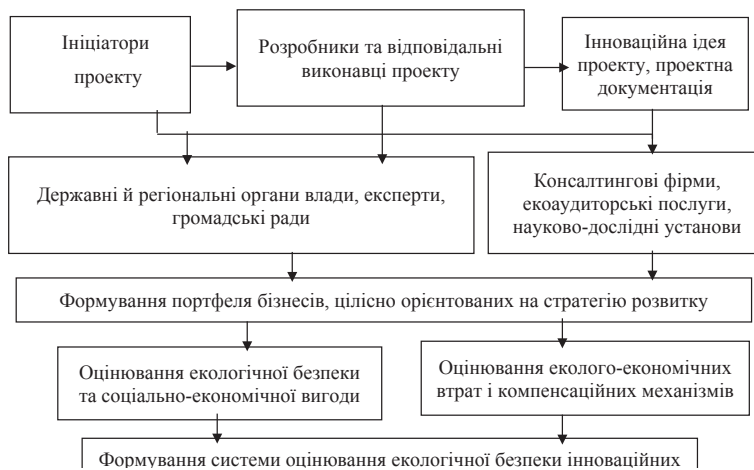 Ініціатори
проекту
Розробники та відповідальні
виконавці проекту
Інноваційна ідея
проекту, проектна
документація
Державні й регіональні органи влади, експерти,
громадські ради
Консалтингові фірми,
екоаудиторські послуги,
науково-дослідні установи
Формування портфеля бізнесів, цілісно орієнтованих на стратегію розвитку
Оцінювання екологічної безпеки
та соціально-економічної вигоди
Оцінювання еколого-економічних
втрат і компенсаційних механізмів
Формування системи оцінювання екологічної безпеки інноваційних